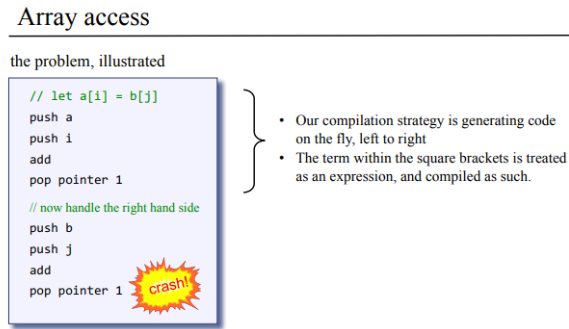 Array access
the problem, illustrated
// let a[i] = b[j]
push a
push i
add
pop pointer 1
// now handle the right hand side
push b
push j
add
pop pointer 1
crash!
• Our compilation strategy is generating code
on the fly, left to right
• The term within the square brackets is treated
as an expression, and compiled as such.